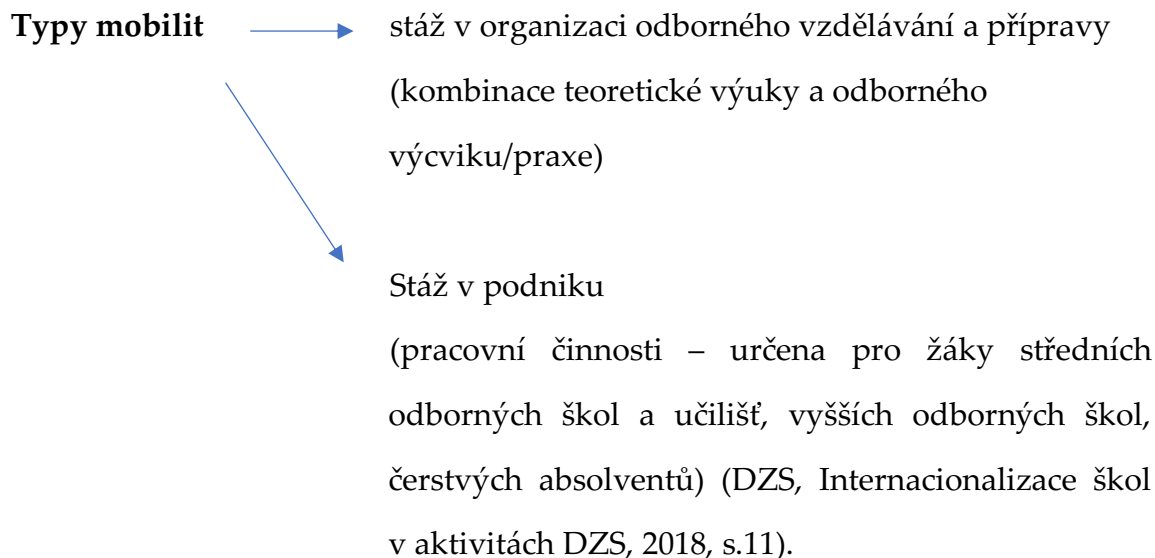 Typy mobilit stáž v organizaci odborného vzdělávání a přípravy
(kombinace teoretické výuky a odborného
výcviku/praxe)
Stáž v podniku
(pracovní činnosti – určena pro žáky středních
odborných škol a učilišť, vyšších odborných škol,
čerstvých absolventů) (DZS, Internacionalizace škol
v aktivitách DZS, 2018, s.11).